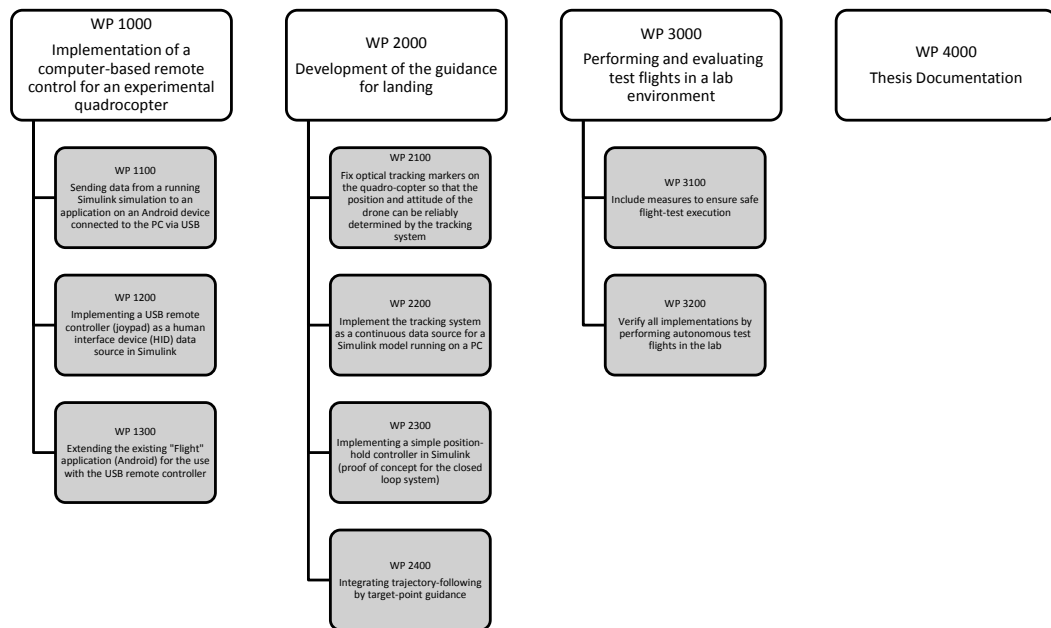 WP 1000
Implementation of a
computer-based remote
control for an experimental
quadrocopter
WP 1100
Sending data from a running
Simulink simulation to an
application on an Android device
connected to the PC via USB
WP 1200
Implementing a USB remote
controller (joypad) as a human
interface device (HID) data
source in Simulink
WP 1300
Extending the existing "Flight"
application (Android) for the use
with the USB remote controller
WP 2000
Development of the guidance
for landing
WP 2100
Fix optical tracking markers on
the quadro-copter so that the
position and attitude of the
drone can be reliably
determined by the tracking
system
WP 2200
Implement the tracking system
as a continuous data source for a
Simulink model running on a PC
WP 2300
Implementing a simple position-
hold controller in Simulink
(proof of concept for the closed
loop system)
WP 2400
Integrating trajectory-following
by target-point guidance
WP 3000
Performing and evaluating
test flights in a lab
environment
WP 3100
Include measures to ensure safe
flight-test execution
WP 3200
Verify all implementations by
performing autonomous test
flights in the lab
WP 4000
Thesis Documentation